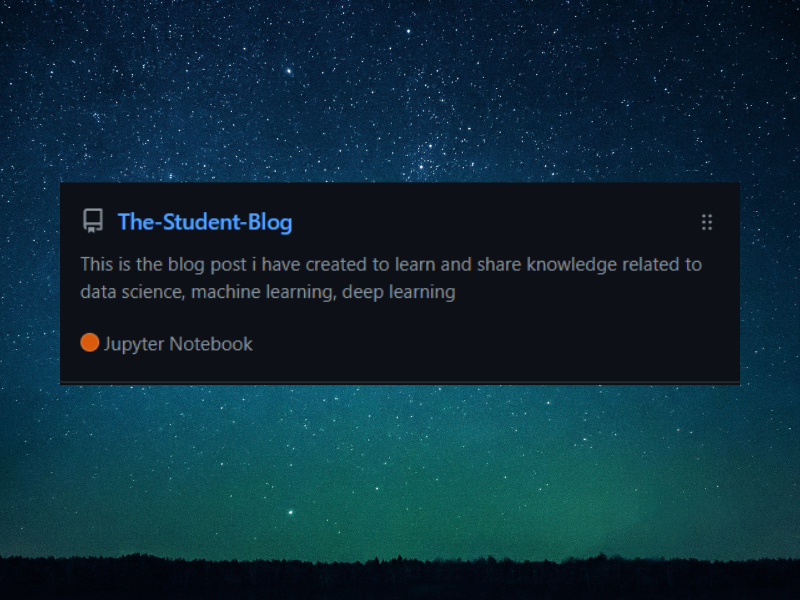 The-Student-Blog
This is the blog post i have created to learn and share knowledge related to
data science, machine learning, deep learning
Jupyter Notebook